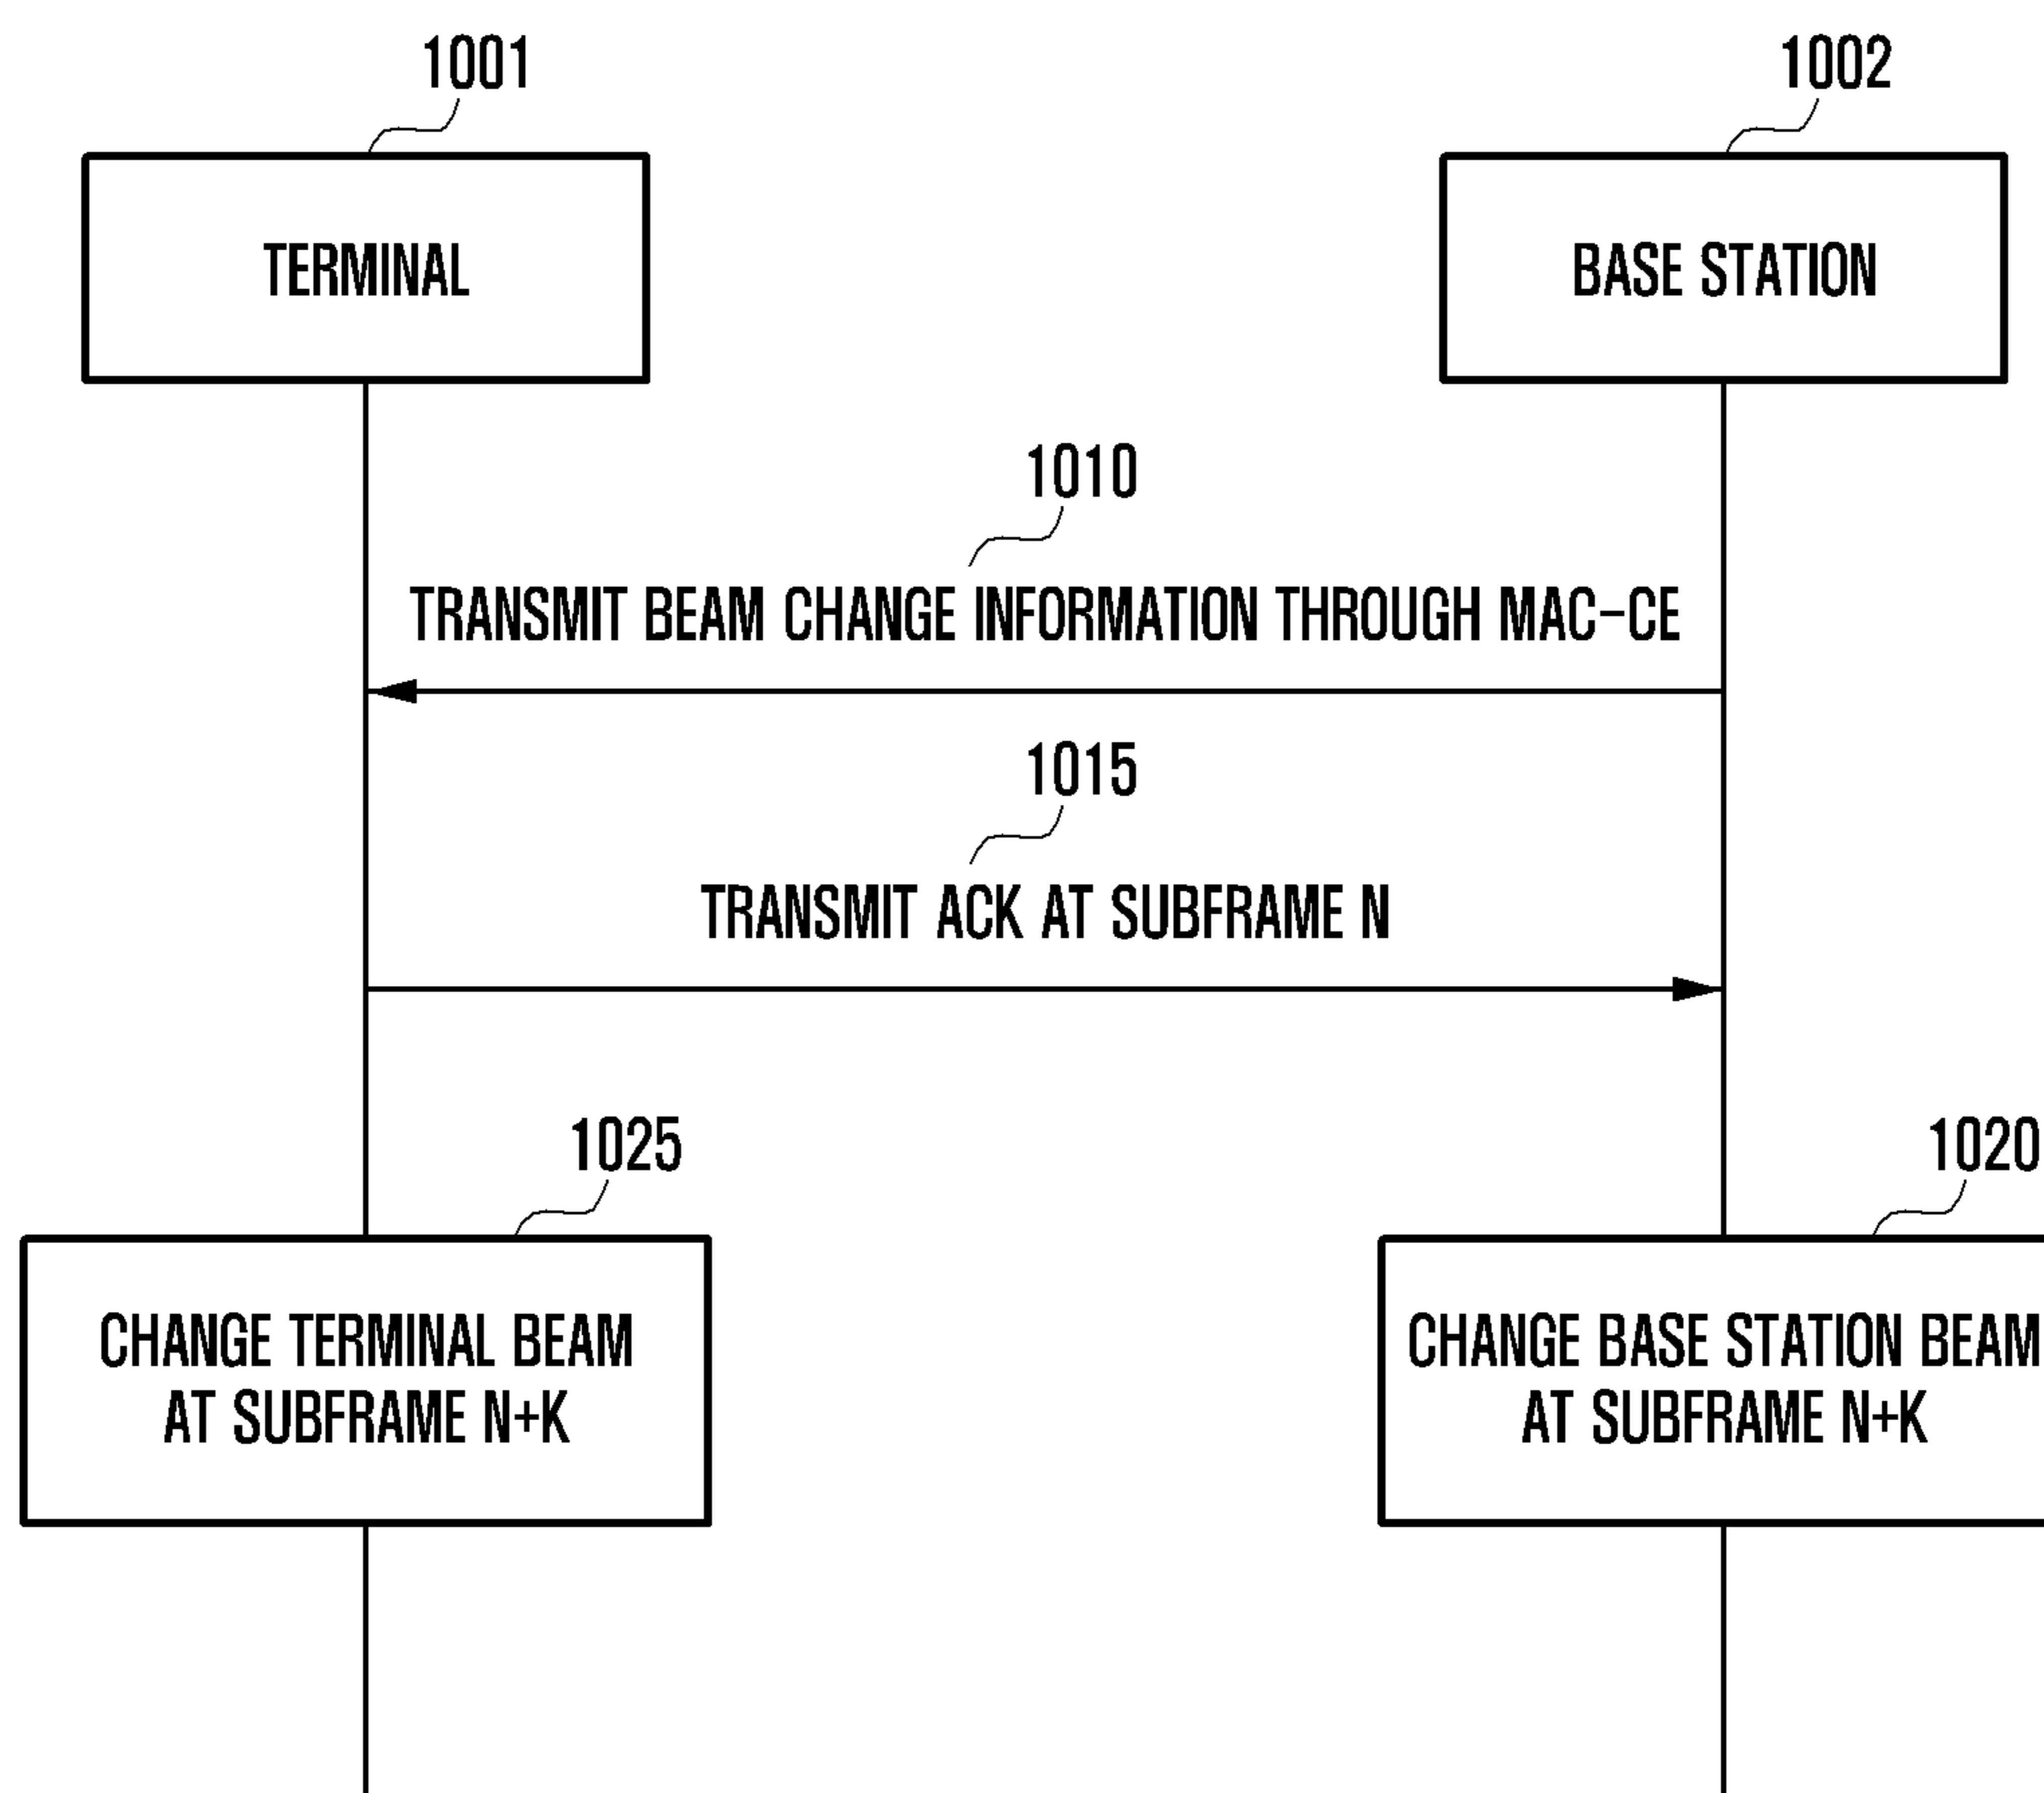 1001
1002
TERMINAL
BASE STATION
1010
TRANSMIT BEAM CHANGE INFORMATION THROUGH MAC-CE
1015
TRANSMIT ACK AT SUBFRAME N
1025
1020
CHANGE TERMINAL BEAM
AT SUBFRAME N+K
CHANGE BASE STATION BEAM
AT SUBFRAME N+K